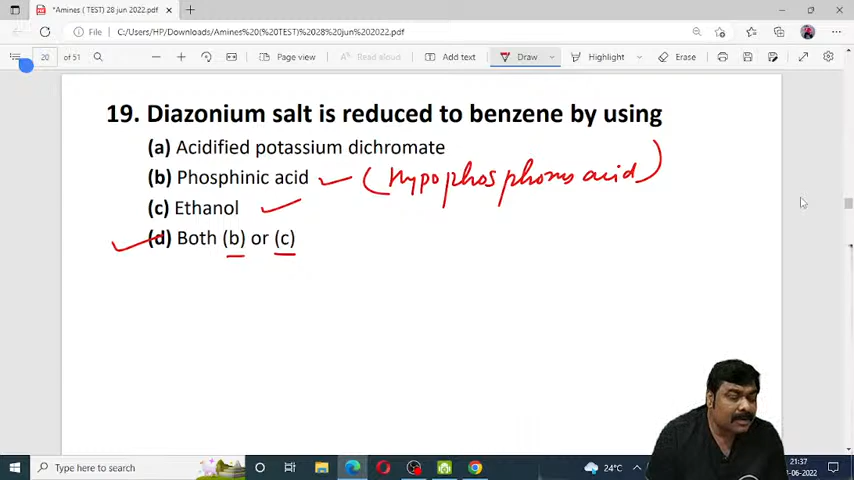 *Amines ( TEST) 28 jun 2022.pdf
File
C:/Users/HP/Downloads/Amines%20(%20TEST)%2028%20jun%202022.pdf
20 of 51
Page view
Read aloud
Add text
Draw
Highlight
Erase
19. Diazonium salt is reduced to benzene by using
(a) Acidified potassium dichromate
(b) Phosphinic acid (Hypophosphorus acid)
(c) Ethanol
(d) Both (b) or (c)
Type here to search
24°C
21:37
-06-2022